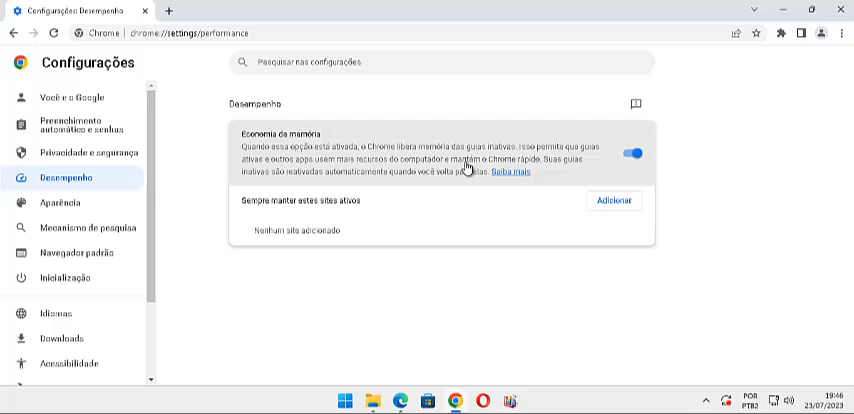 Configurações: Desempenho
Chrome | chrome://settings/performance
Configurações
Pesquisar nas configurações
Você e o Google
Preenchimento
automático e senhas
Privacidade e segurança
Desempenho
Aparência
Mecanismo de pesquisa
Navegador padrão
Inicialização
Idiomas
Downloads
Acessibilidade
Desempenho
Economia de memória
Quando essa opção está ativada, o Chrome libera memória das guias inativas. Isso permite que guias
ativas e outros apps usem mais recursos do computador e mantém o Chrome rápido. Suas guias
inativas são reativadas automaticamente quando você volta para elas. Saiba mais
Sempre manter estes sites ativos
Adicionar
Nenhum site adicionado
POR
PTB2
19:46
23/07/2023